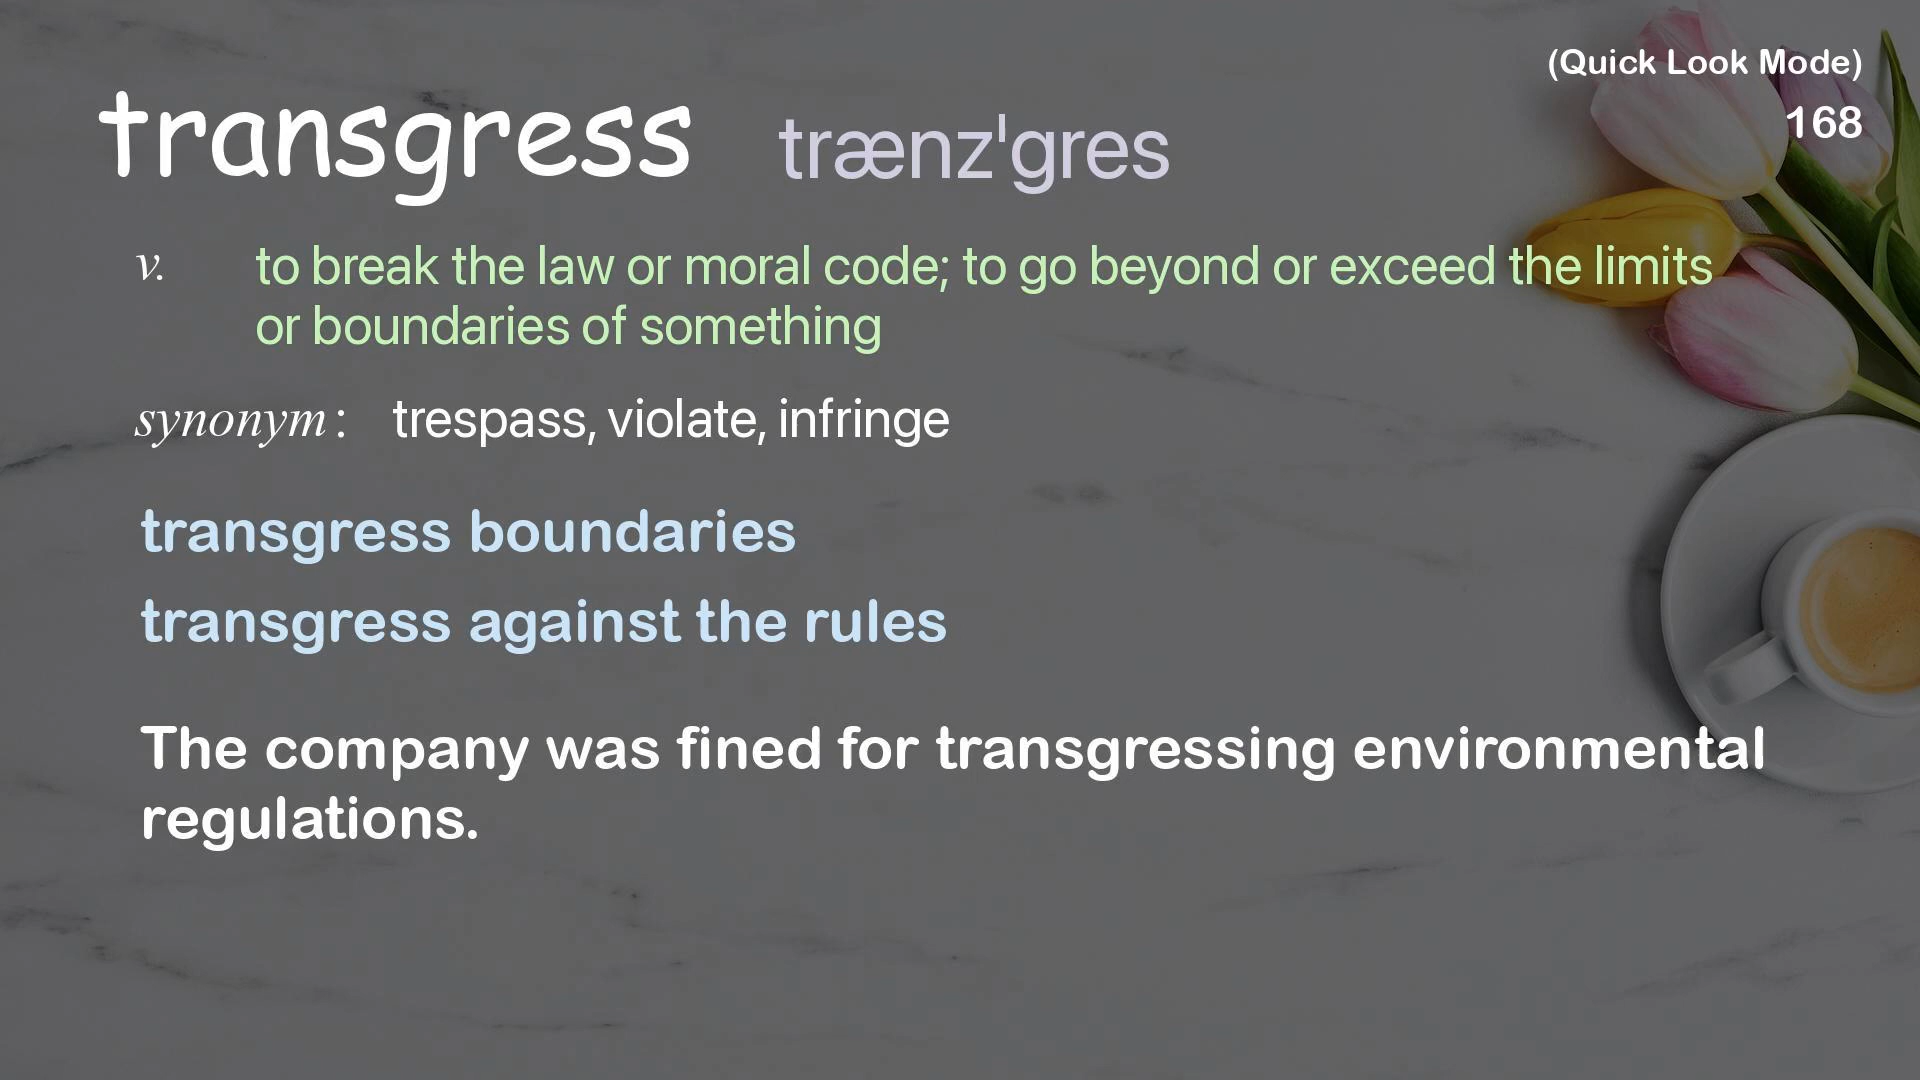 (Quick Look Mode)
168
transgress trænzˈgres
v. to break the law or moral code; to go beyond or exceed the limits
or boundaries of something
synonym: trespass, violate, infringe
transgress boundaries
transgress against the rules
The company was fined for transgressing environmental
regulations.